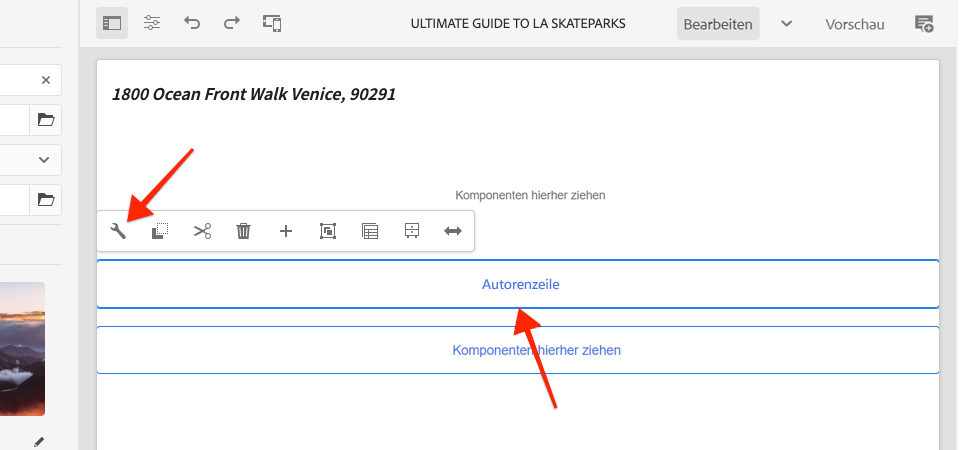 ULTIMATE GUIDE TO LA SKATEPARKS
Bearbeiten
Vorschau
1800 Ocean Front Walk Venice, 90291
Komponenten hierher ziehen
Autorenzeile
Komponenten hierher ziehen